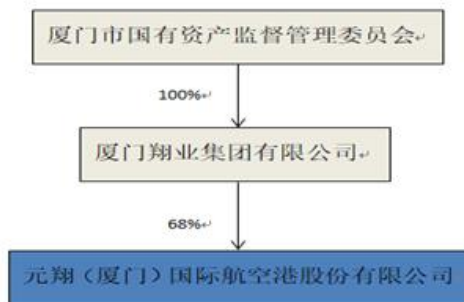 厦门市国有资产监督管理委员会
100%
厦门翔业集团有限公司
68%
元翔（厦门）国际航空港股份有限公司